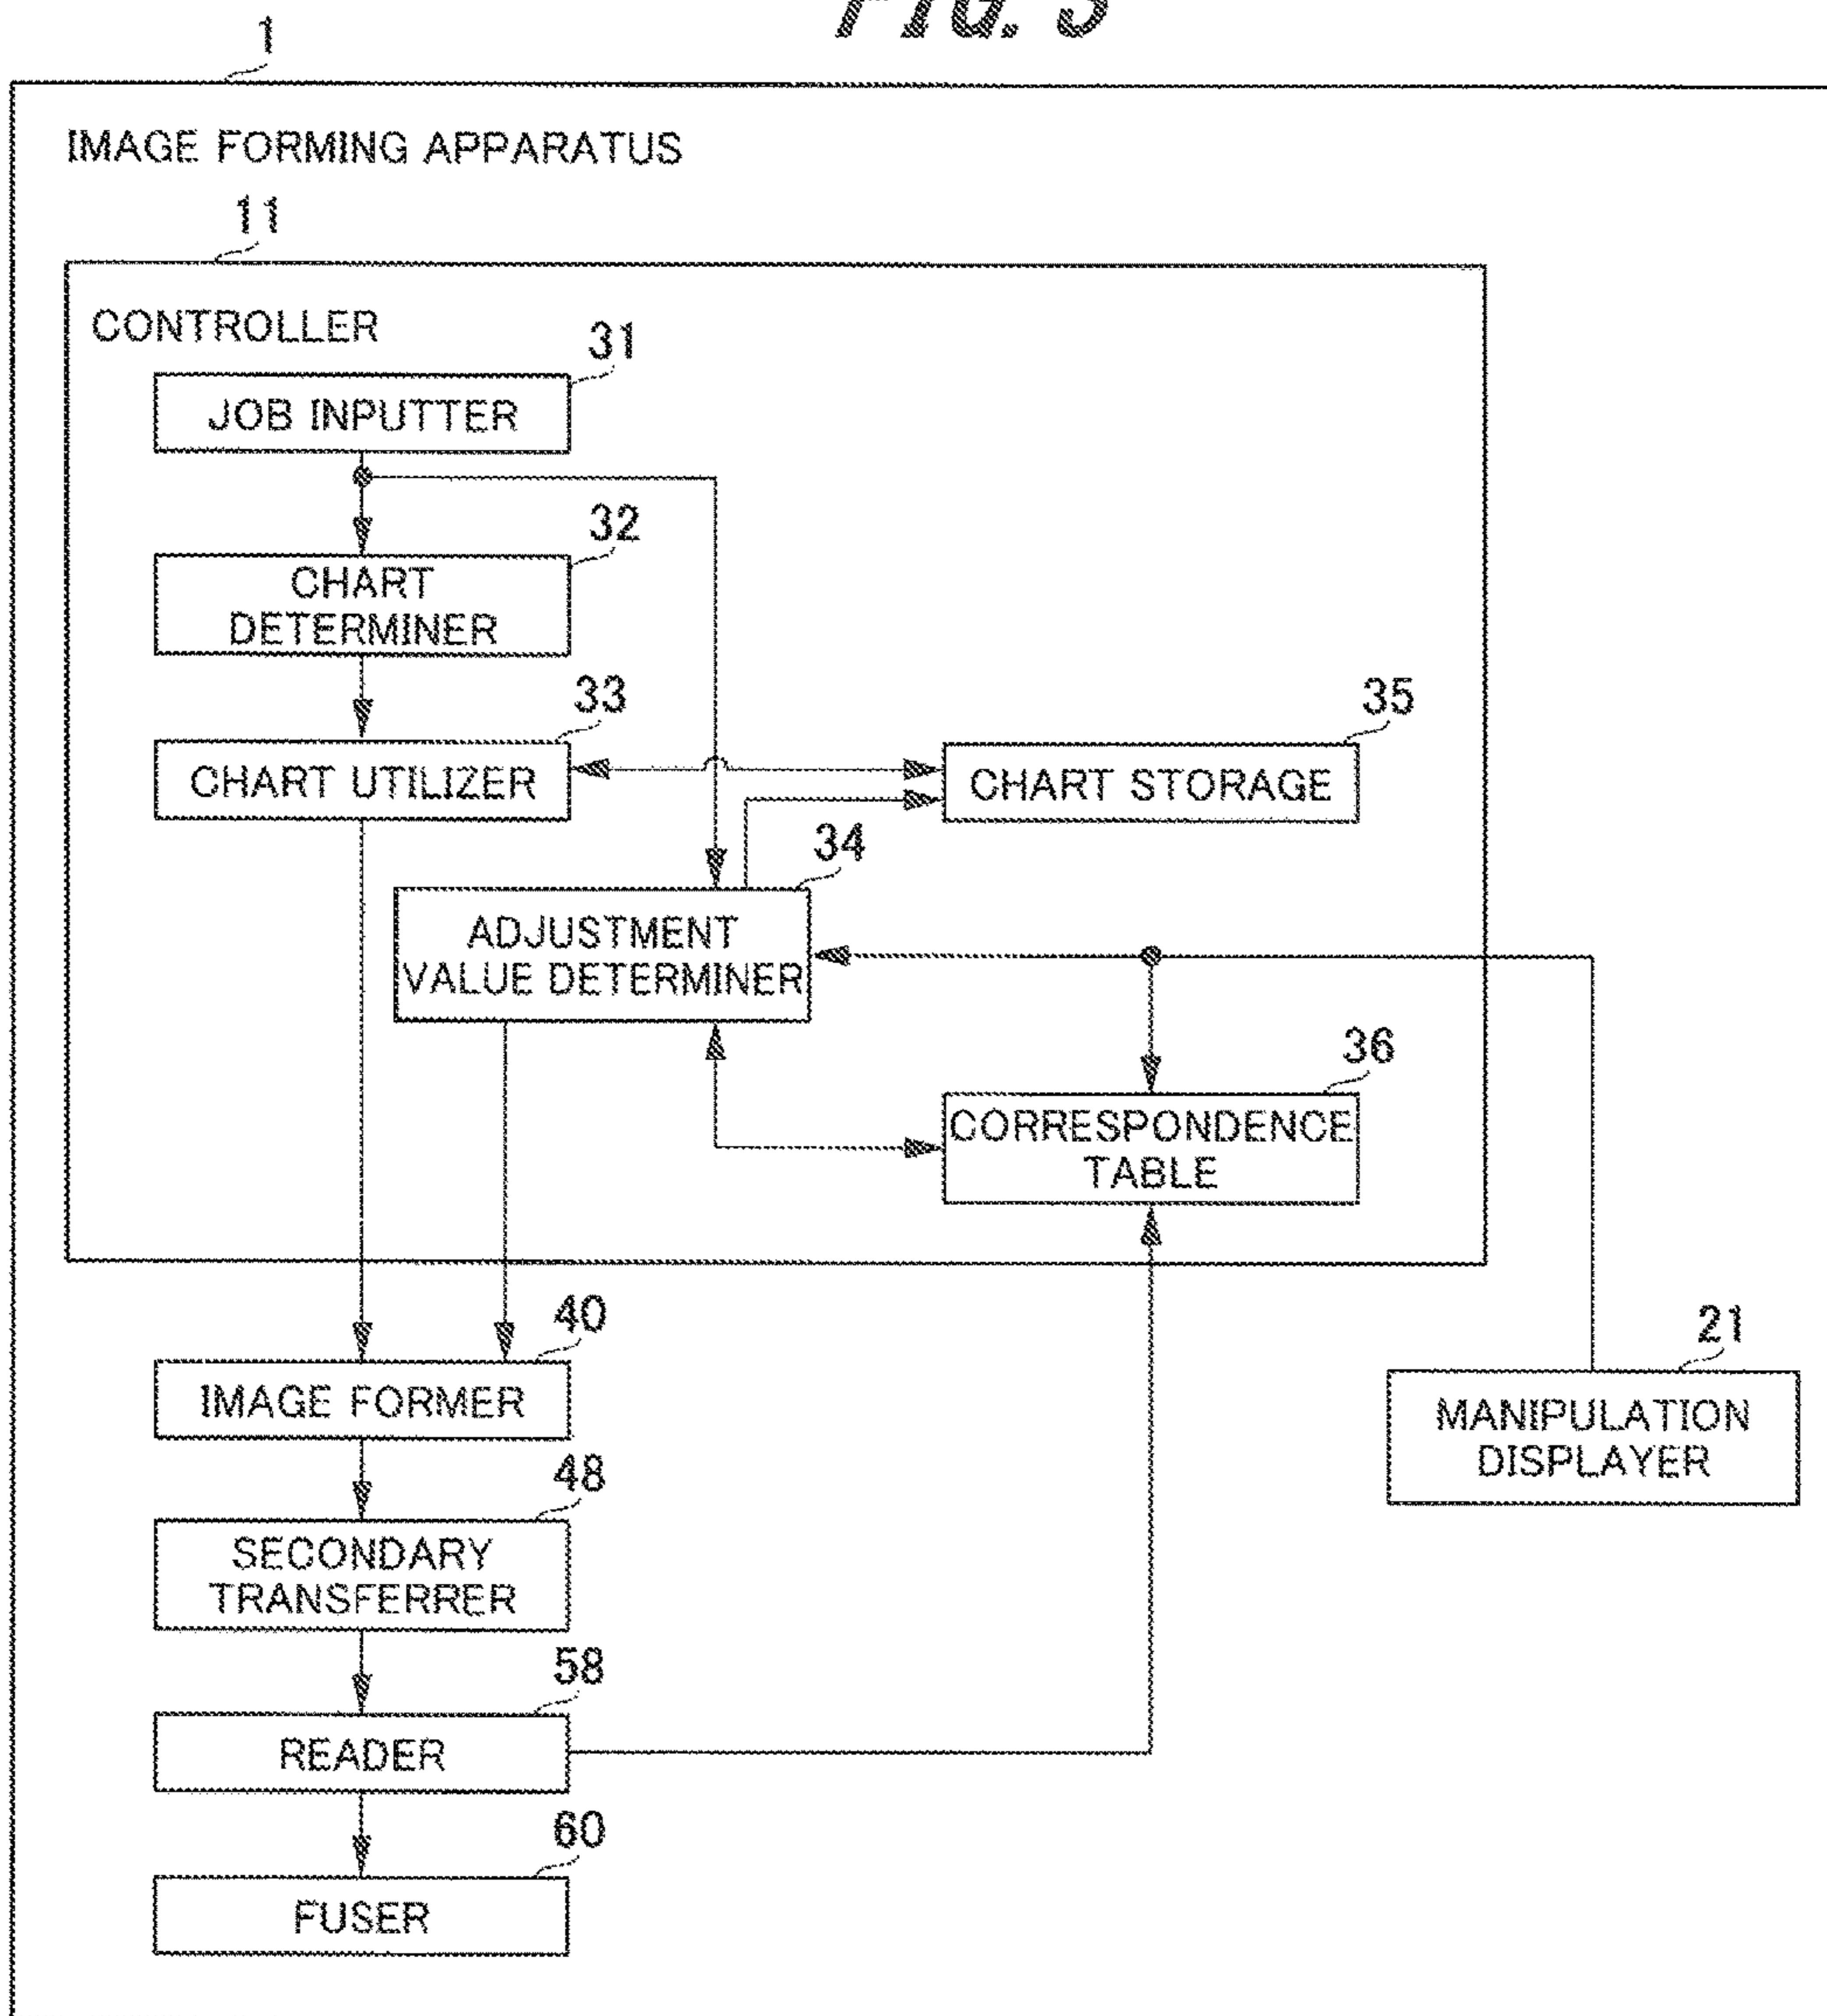 FIG. 3
1
IMAGE FORMING APPARATUS
11
CONTROLLER
31
JOB INPUTTER
32
CHART
DETERMINER
33
CHART UTILIZER
35
CHART STORAGE
34
ADJUSTMENT
VALUE DETERMINER
36
CORRESPONDENCE
TABLE
40
IMAGE FORMER
21
MANIPULATION
DISPLAYER
48
SECONDARY
TRANSFERRER
58
READER
60
FUSER